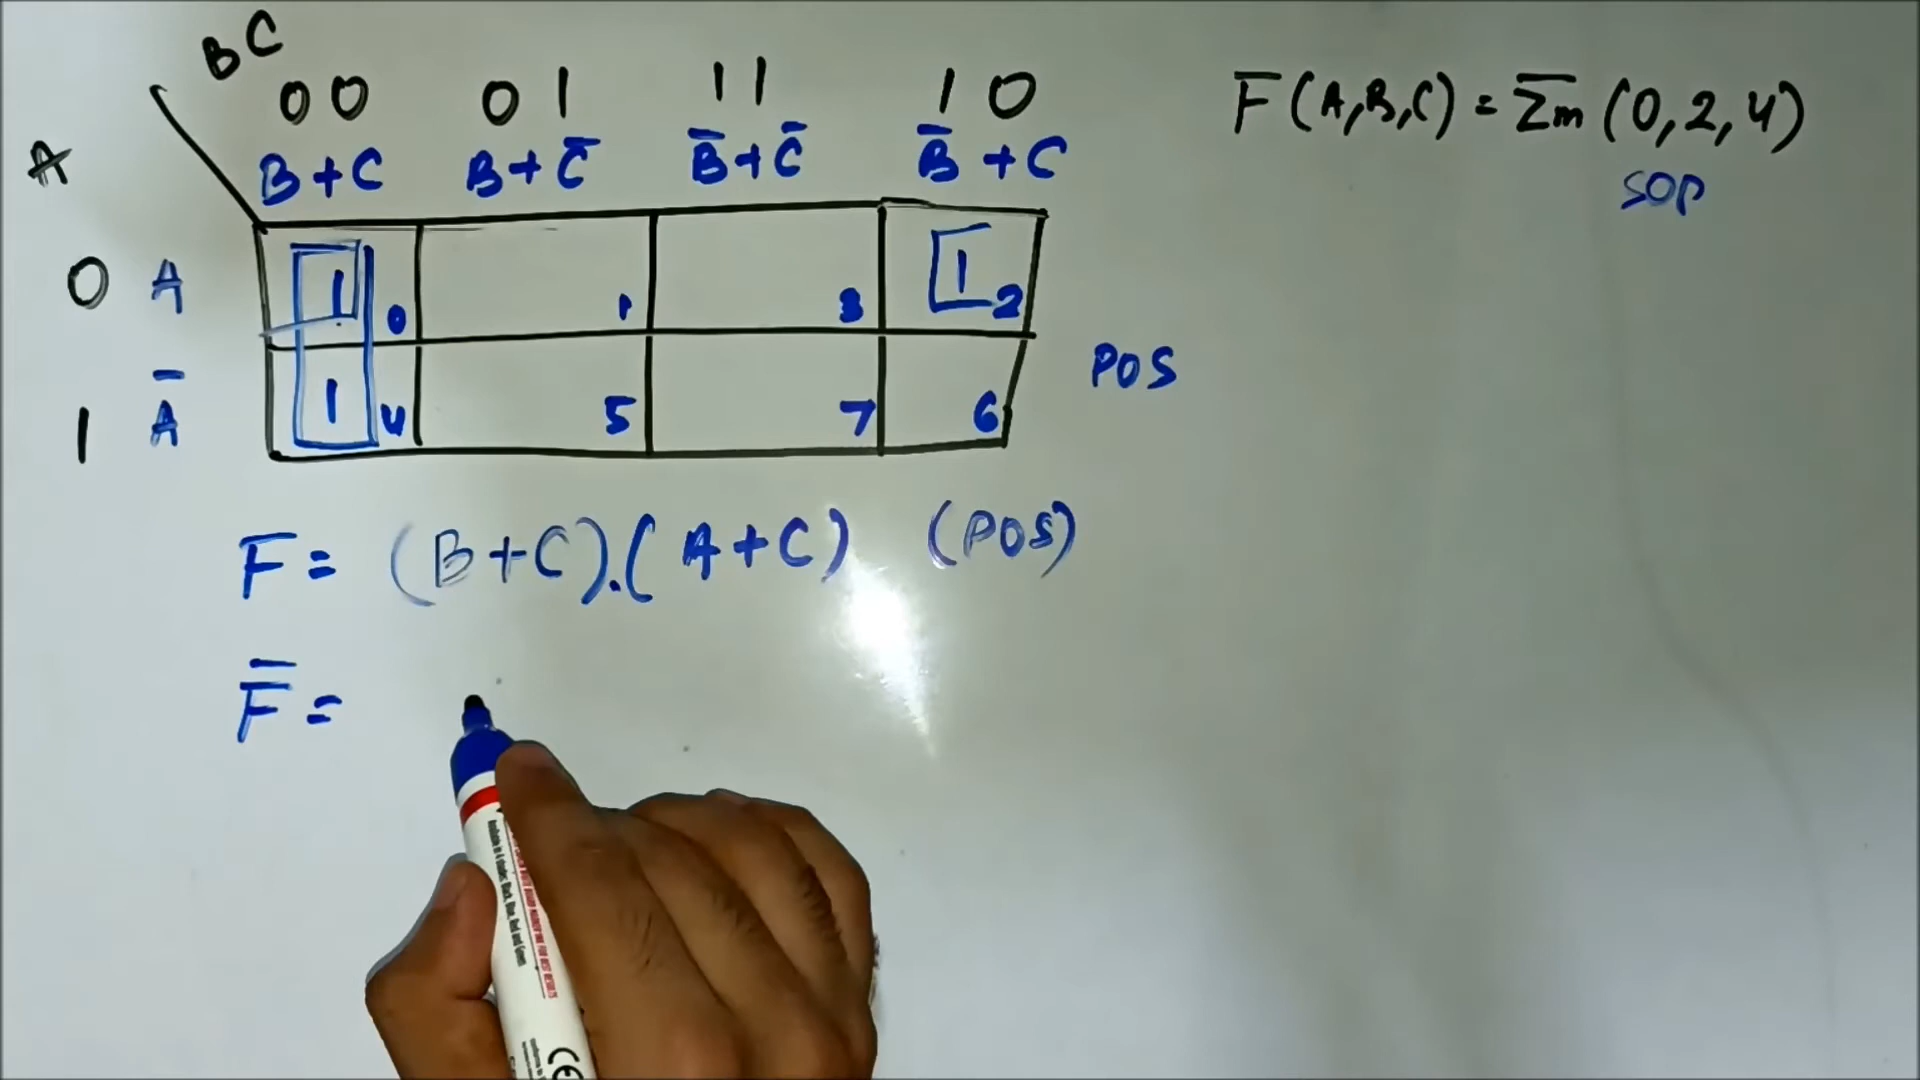 BC
A
00 01 11 10
B+C B+C̅ B̅+C̅ B̅+C
0 A 1 0 1 3 1 2
1 A̅ 1 4 5 7 6
POS
F = (B+C).(A+C) (POS)
F̅ =
F(A,B,C) = Σm (0,2,4)
SOP
CE